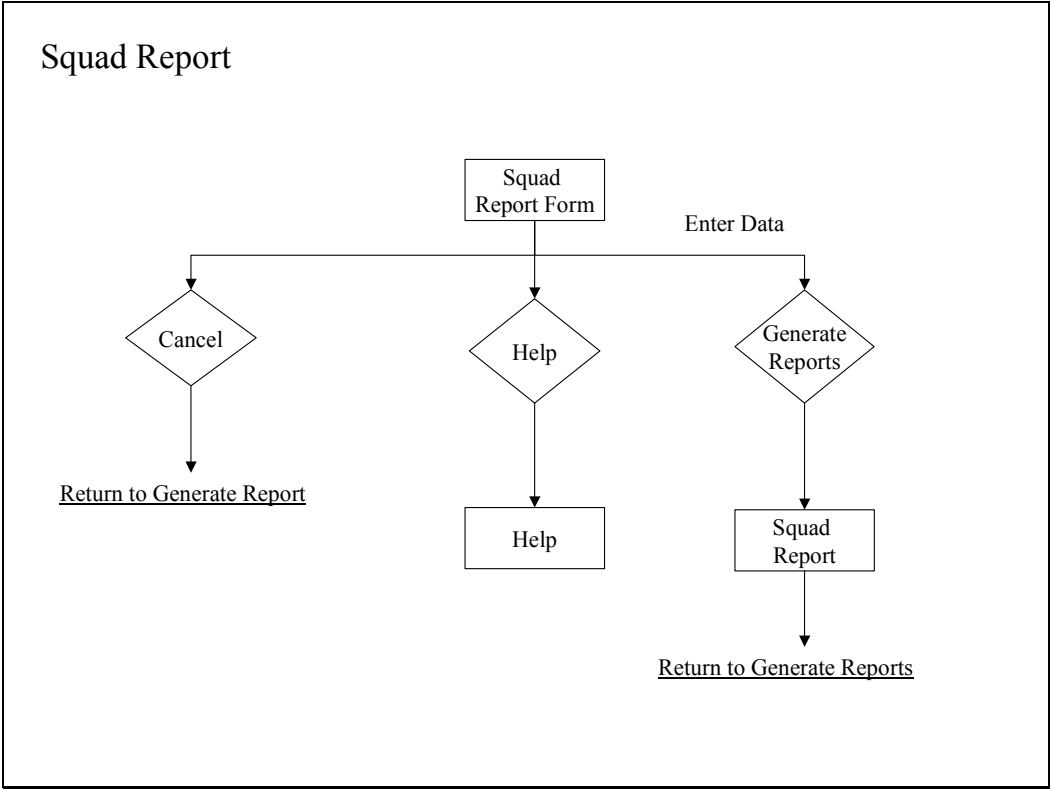 Squad Report
Squad
Report Form
Enter Data
Cancel
Help
Generate
Reports
Return to Generate Report
Help
Squad
Report
Return to Generate Reports